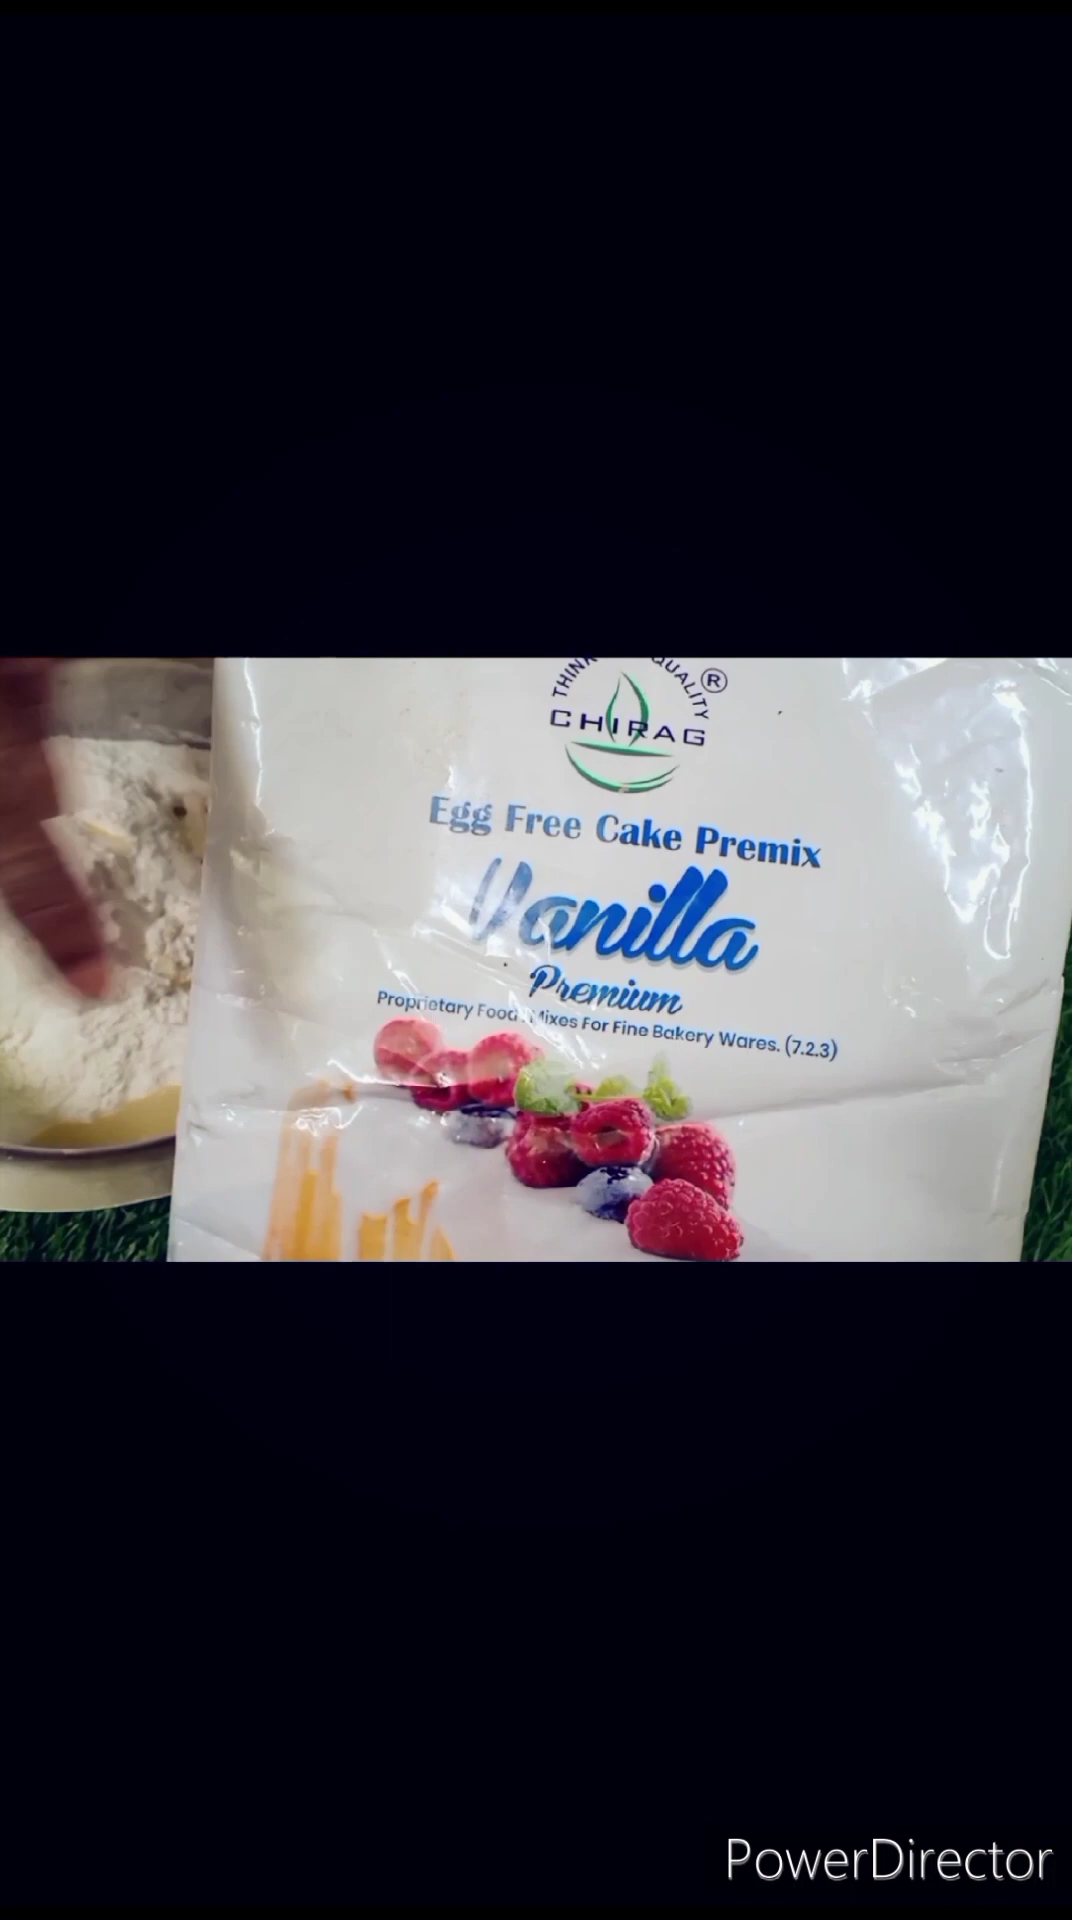 THINK QUALITY ®
CHIRAG
Egg Free Cake Premix
Vanilla
Premium
Proprietary Food : Mixes For Fine Bakery Wares. (7.2.3)
PowerDirector